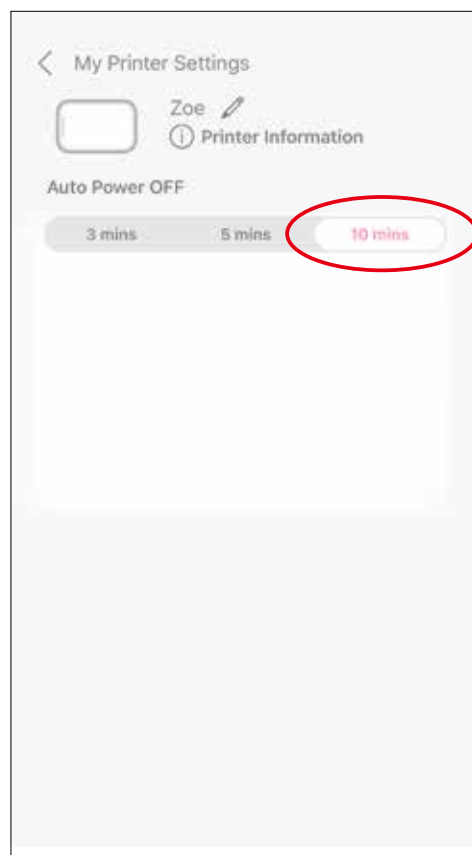 My Printer Settings
Zoe
Printer Information
Auto Power OFF
3 mins 5 mins 10 mins